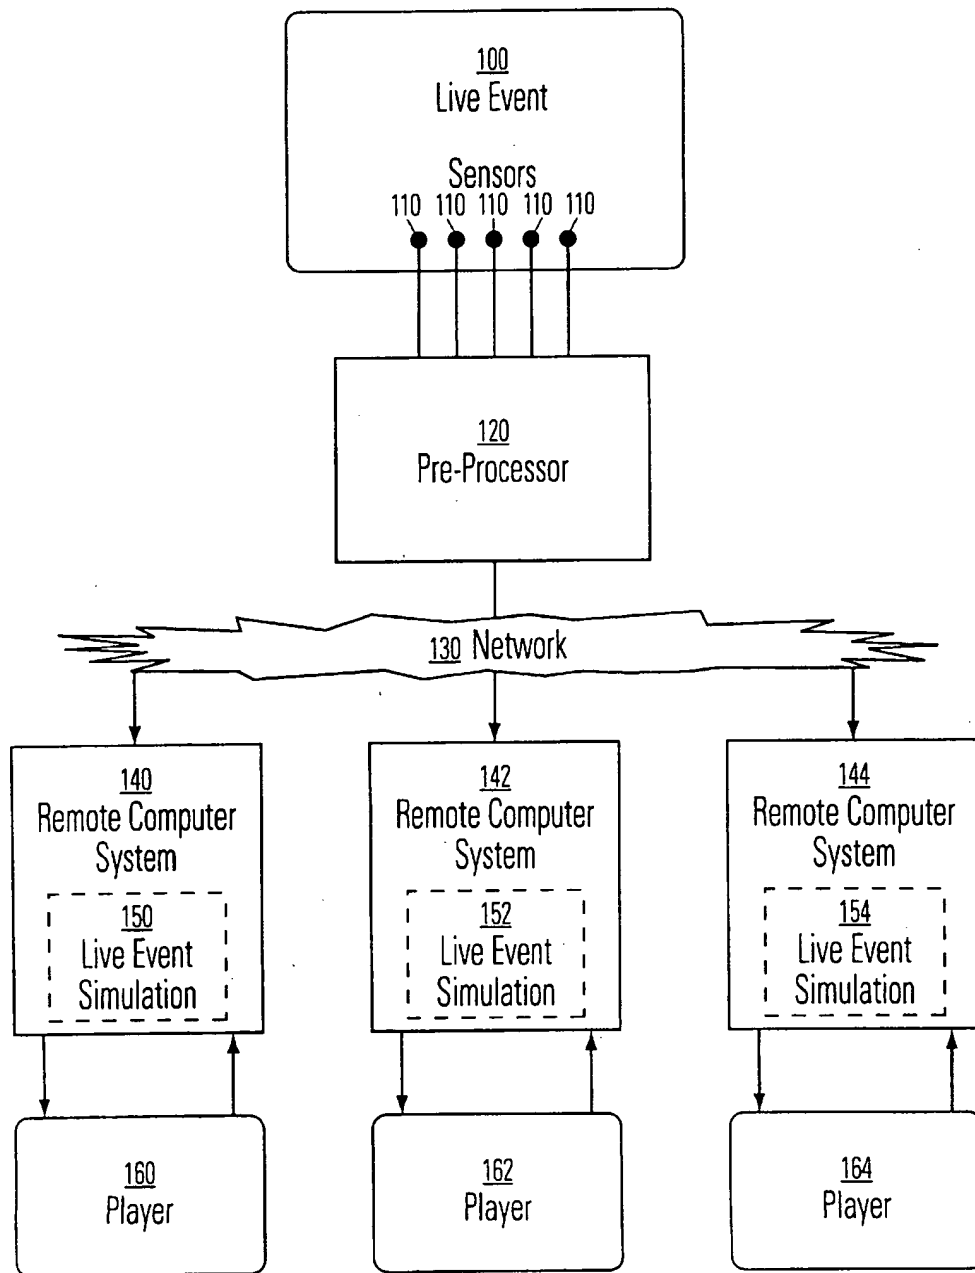 100
Live Event
Sensors
110 110 110 110 110
120
Pre-Processor
130 Network
140
Remote Computer
System
150
Live Event
Simulation
142
Remote Computer
System
152
Live Event
Simulation
144
Remote Computer
System
154
Live Event
Simulation
160
Player
162
Player
164
Player